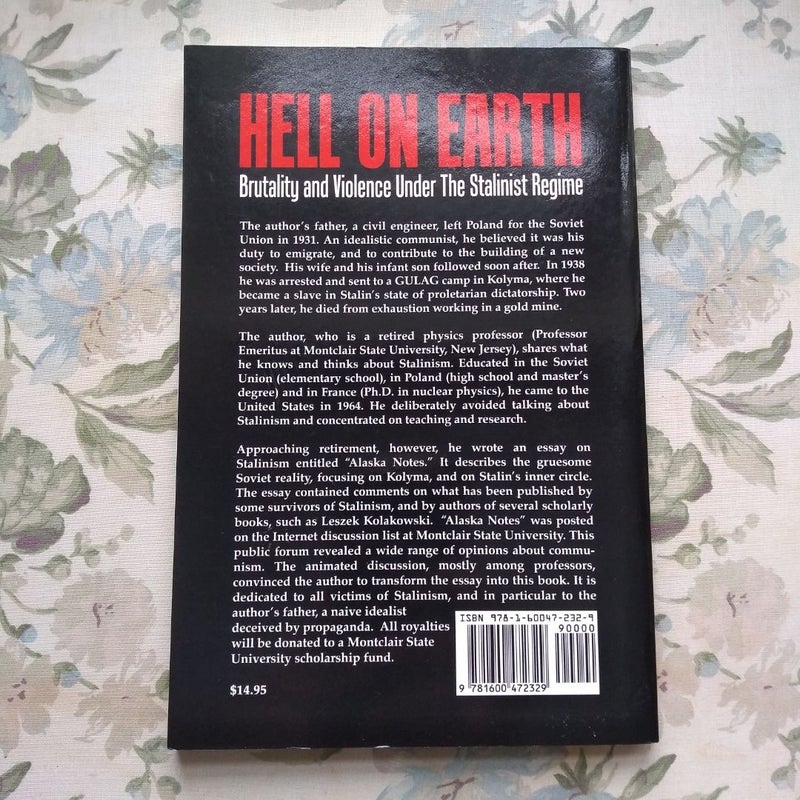 HELL ON EARTH
Brutality and Violence Under The Stalinist Regime
The author's father, a civil engineer, left Poland for the Soviet
Union in 1931. An idealistic communist, he believed it was his
duty to emigrate, and to contribute to the building of a new
society. His wife and his infant son followed soon after. In 1938
he was arrested and sent to a GULAG camp in Kolyma, where he
became a slave in Stalin's state of proletarian dictatorship. Two
years later, he died from exhaustion working in a gold mine.
The author, who is a retired physics professor (Professor
Emeritus at Montclair State University, New Jersey), shares what
he knows and thinks about Stalinism. Educated in the Soviet
Union (elementary school), in Poland (high school and master's
degree) and in France (Ph.D. in nuclear physics), he came to the
United States in 1964. He deliberately avoided talking about
Stalinism and concentrated on teaching and research.
Approaching retirement, however, he wrote an essay on
Stalinism entitled "Alaska Notes." It describes the gruesome
Soviet reality, focusing on Kolyma, and on Stalin's inner circle.
The essay contained comments on what has been published by
some survivors of Stalinism, and by authors of several scholarly
books, such as Leszek Kolakowski. "Alaska Notes" was posted
on the Internet discussion list at Montclair State University. This
public forum revealed a wide range of opinions about commu-
nism. The animated discussion, mostly among professors,
convinced the author to transform the essay into this book. It is
dedicated to all victims of Stalinism, and in particular to the
author's father, a naive idealist
deceived by propaganda. All royalties
will be donated to a Montclair State
University scholarship fund.
$14.95
ISBN 978-1-60047-232-9
90000
9 781600 472329